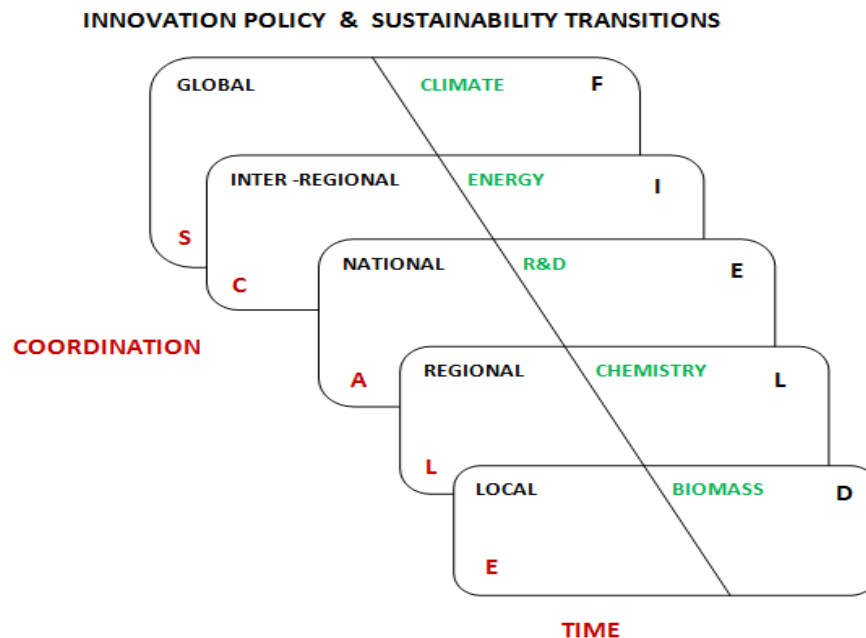 INNOVATION POLICY & SUSTAINABILITY TRANSITIONS
GLOBAL CLIMATE F
INTER -REGIONAL ENERGY I
S
NATIONAL R&D E
C
COORDINATION
REGIONAL CHEMISTRY L
A
L
LOCAL BIOMASS D
E
TIME